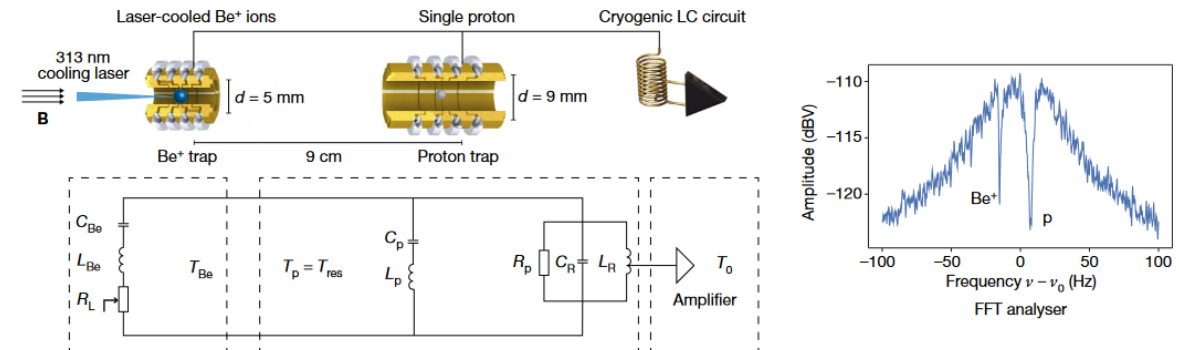 Laser-cooled Be⁺ ions
Single proton
Cryogenic LC circuit
313 nm
cooling laser
B
d = 5 mm
d = 9 mm
Be⁺ trap
9 cm
Proton trap
C_Be
L_Be
R_L
T_Be
T_p = T_res
C_p
L_p
R_p
C_R
L_R
T_0
Amplifier
Amplitude (dBV)
−110
−115
−120
Be⁺
p
−100 −50 0 50 100
Frequency ν − ν₀ (Hz)
FFT analyser